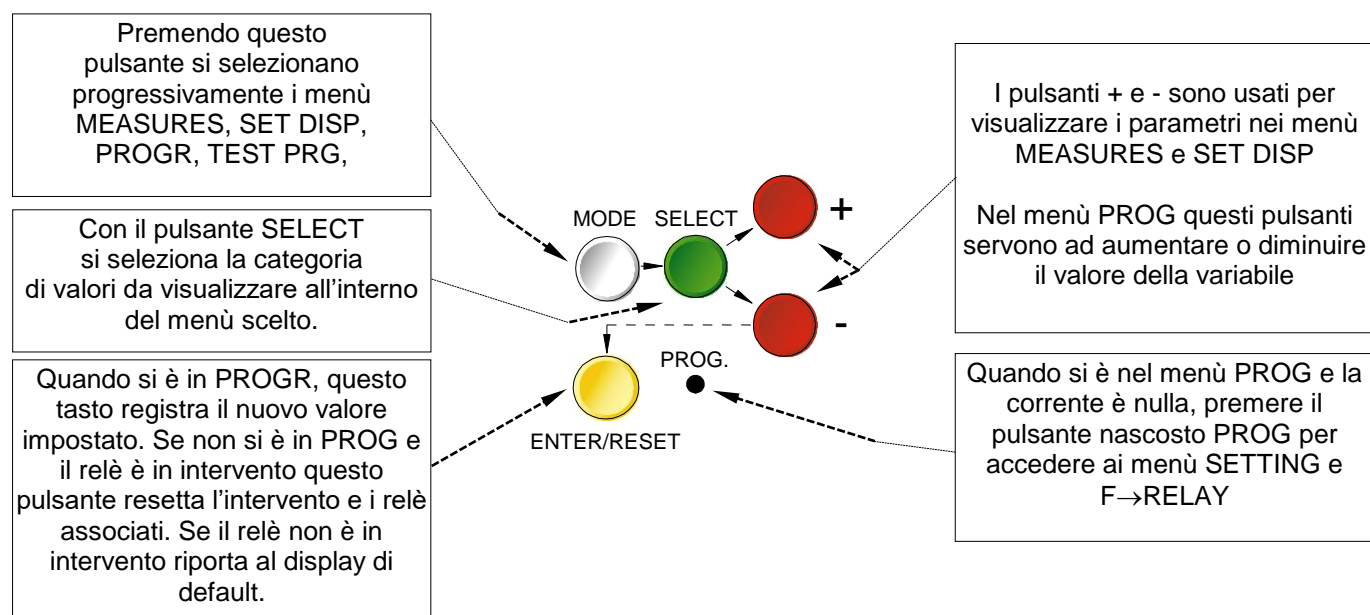 Premendo questo
pulsante si selezionano
progressivamente i menù
MEASURES, SET DISP,
PROGR, TEST PRG,
Con il pulsante SELECT
si seleziona la categoria
di valori da visualizzare all’interno
del menù scelto.
Quando si è in PROGR, questo
tasto registra il nuovo valore
impostato. Se non si è in PROG e
il relè è in intervento questo
pulsante resetta l’intervento e i relè
associati. Se il relè non è in
intervento riporta al display di
default.
MODE SELECT
+
-
PROG.
ENTER/RESET
I pulsanti + e - sono usati per
visualizzare i parametri nei menù
MEASURES e SET DISP
Nel menù PROG questi pulsanti
servono ad aumentare o diminuire
il valore della variabile
Quando si è nel menù PROG e la
corrente è nulla, premere il
pulsante nascosto PROG per
accedere ai menù SETTING e
F→RELAY